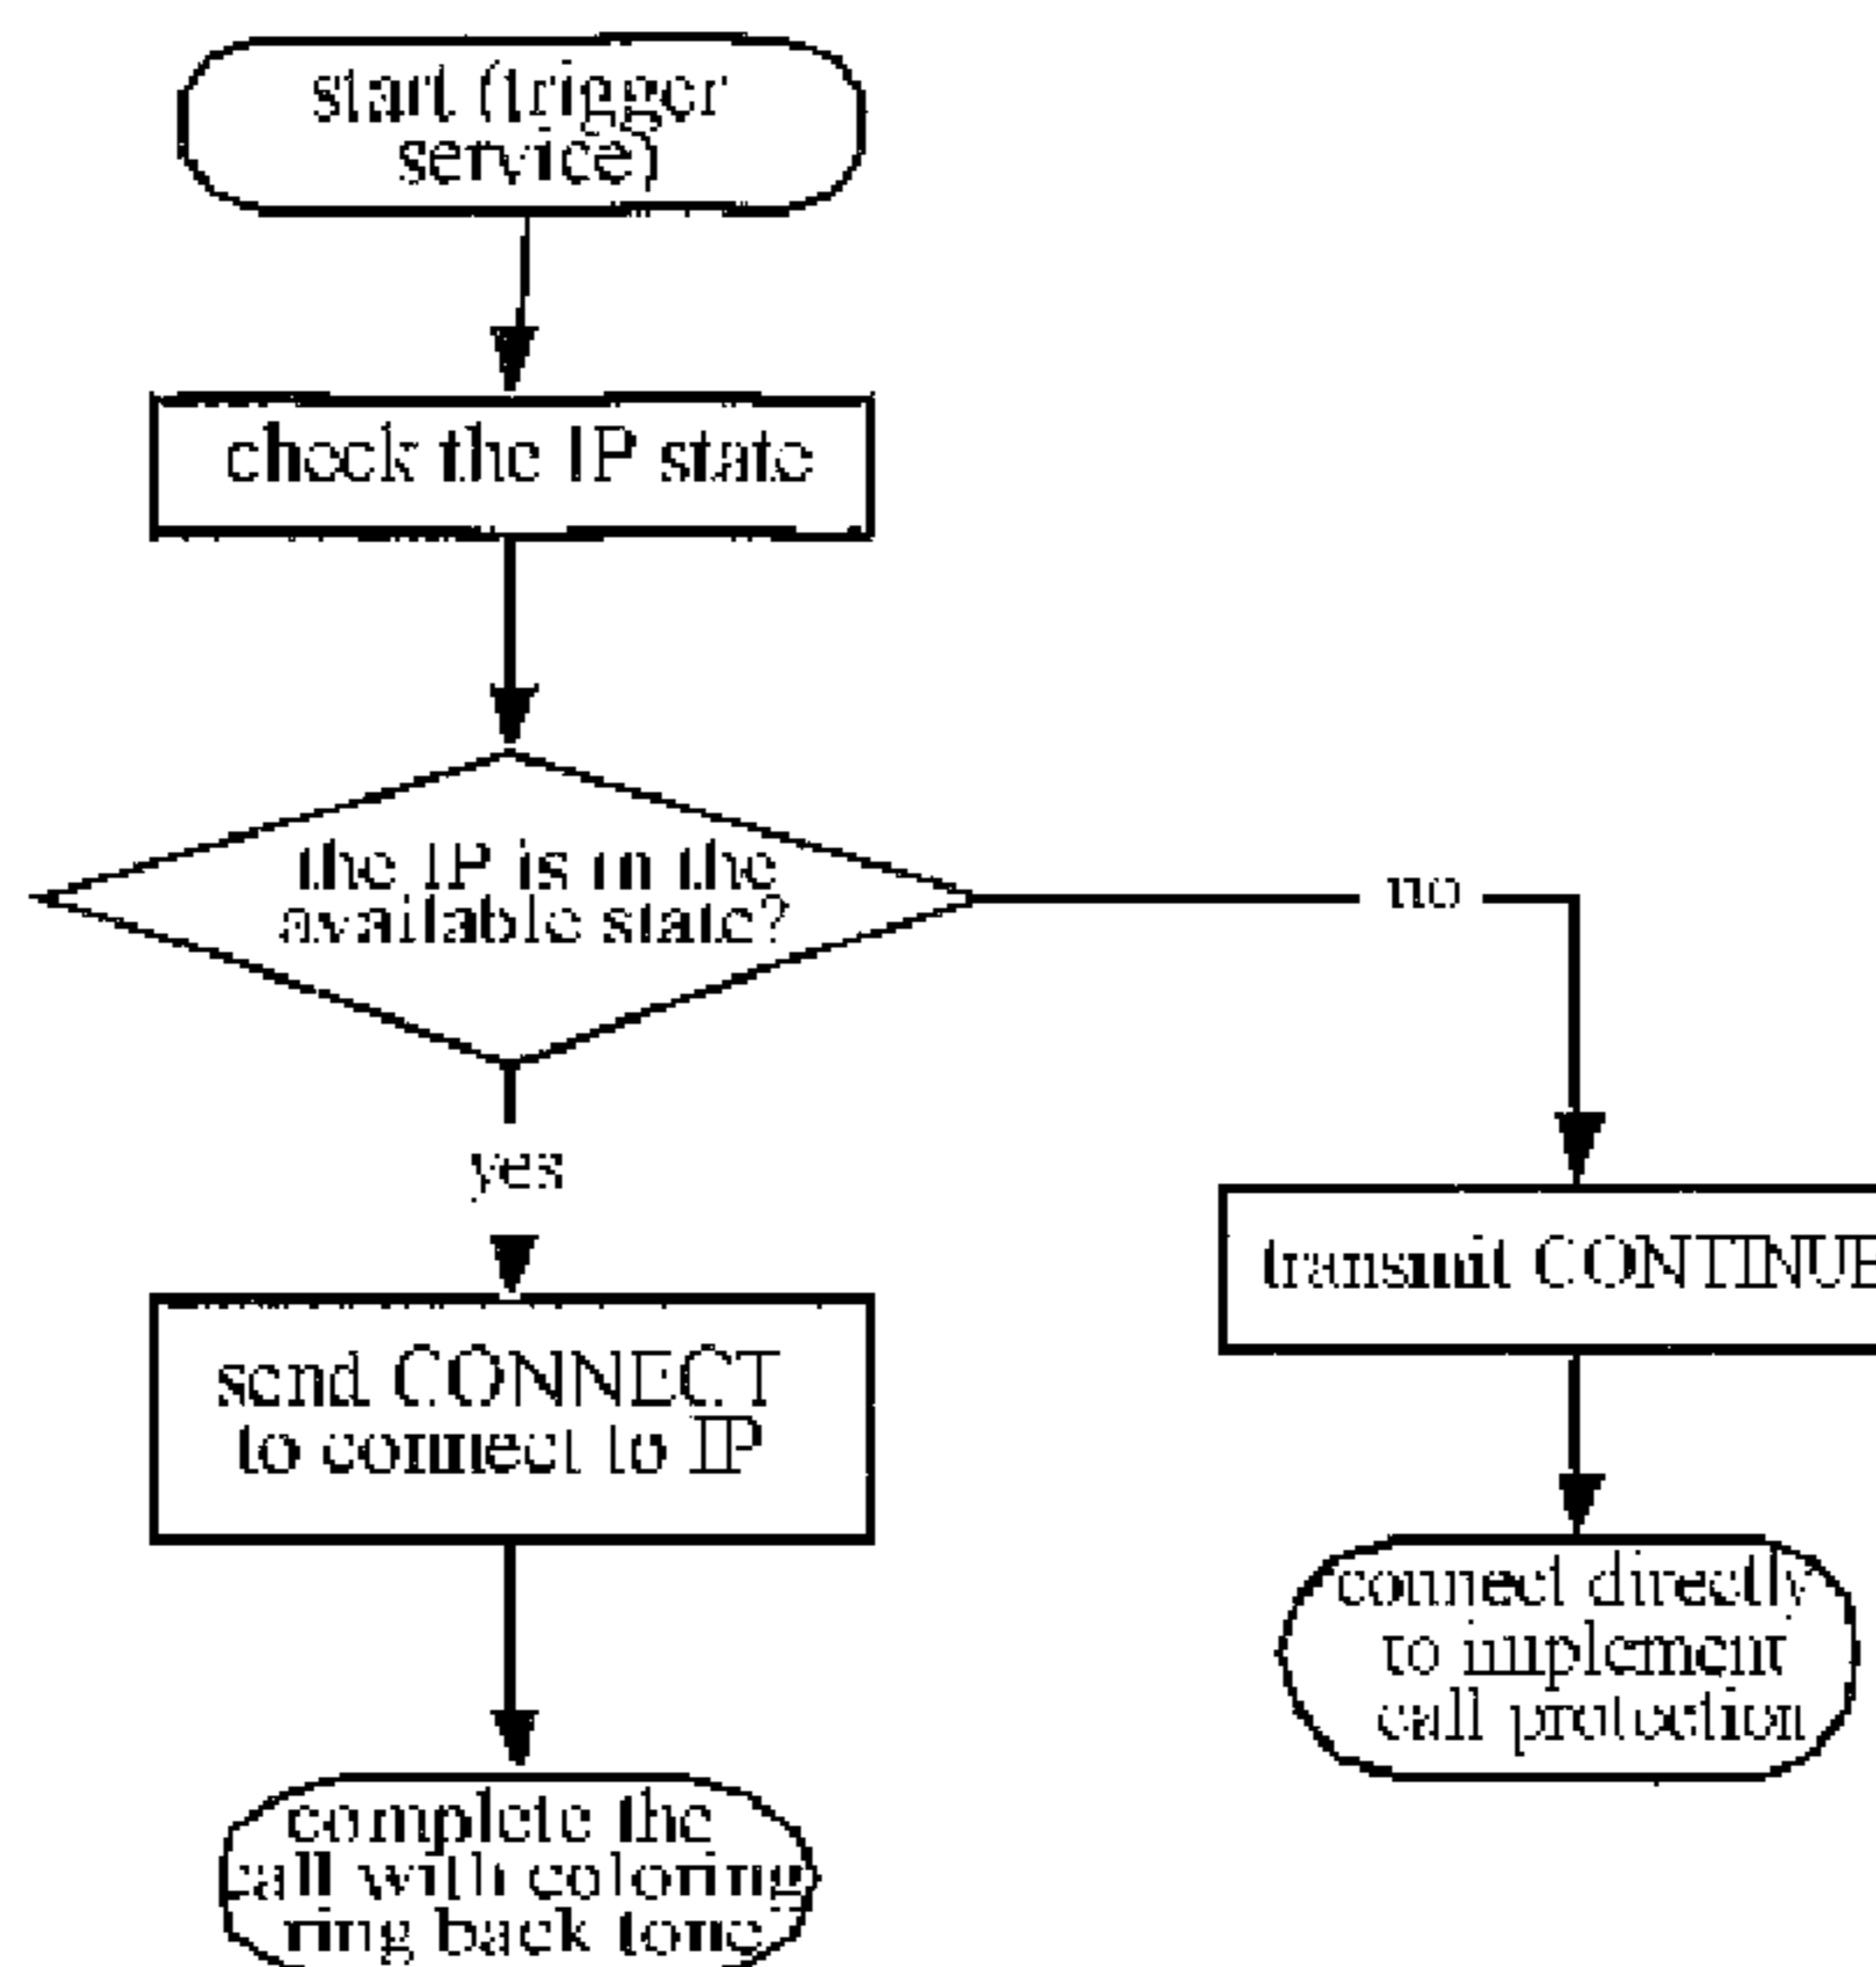 start (trigger
service)
check the IP state
the IP is in the
available state?
no
yes
transmit CONTINUE
send CONNECT
to connect to IP
connect directly
to implement
call protection
complete the
call with coloring
ring back tone